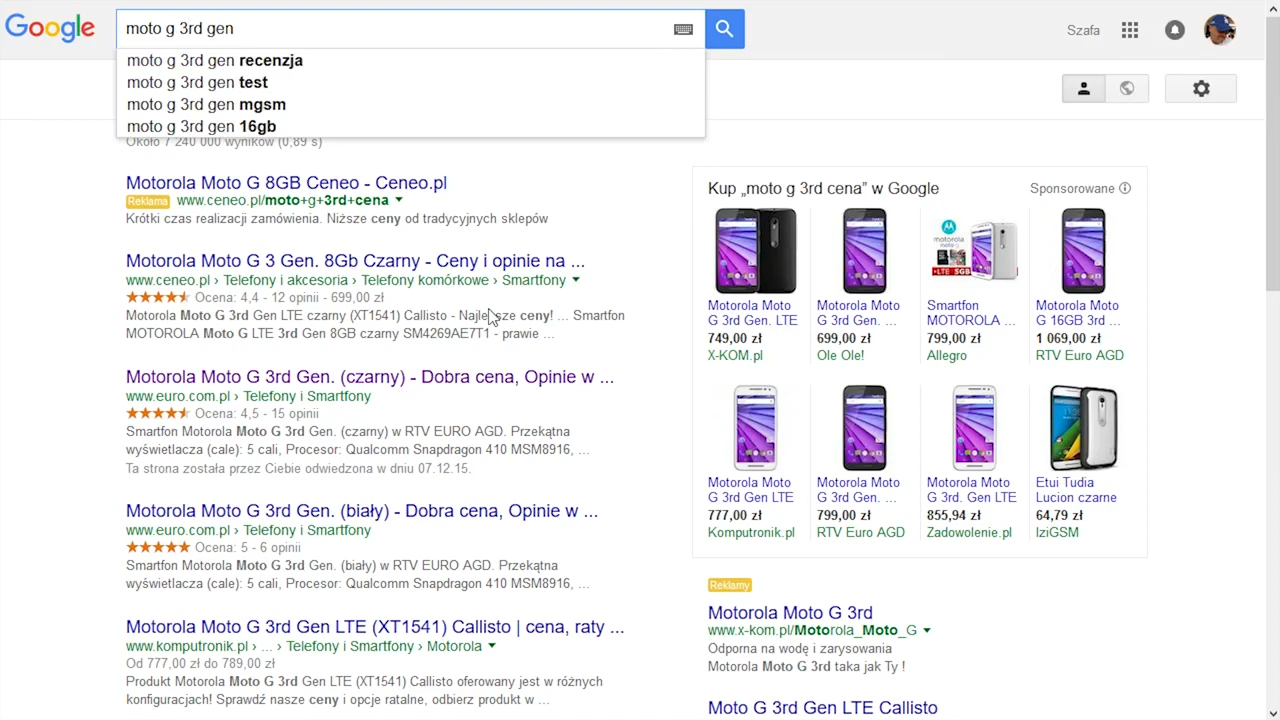 Google
moto g 3rd gen
Szafa
moto g 3rd gen recenzja
moto g 3rd gen test
moto g 3rd gen mgsm
moto g 3rd gen 16gb
Około 7 240 000 wyników (0,89 s)
Motorola Moto G 8GB Ceneo - Ceneo.pl
Reklama www.ceneo.pl/moto+g+3rd+cena
Krótki czas realizacji zamówienia. Niższe ceny od tradycyjnych sklepów
Motorola Moto G 3 Gen. 8Gb Czarny - Ceny i opinie na ...
www.ceneo.pl › Telefony i akcesoria › Telefony komórkowe › Smartfony
Ocena: 4,4 - 12 opinii - 699,00 zł
Motorola Moto G 3rd Gen LTE czarny (XT1541) Callisto - Najlepsze ceny! ... Smartfon
MOTOROLA Moto G LTE 3rd Gen 8GB czarny SM4269AE7T1 - prawie ...
Motorola Moto G 3rd Gen. (czarny) - Dobra cena, Opinie w ...
www.euro.com.pl › Telefony i Smartfony
Ocena: 4,5 - 15 opinii
Smartfon Motorola Moto G 3rd Gen. (czarny) w RTV EURO AGD. Przekątna
wyświetlacza (cale): 5 cali, Procesor: Qualcomm Snapdragon 410 MSM8916, ...
Ta strona została przez Ciebie odwiedzona w dniu 07.12.15.
Motorola Moto G 3rd Gen. (biały) - Dobra cena, Opinie w ...
www.euro.com.pl › Telefony i Smartfony
Ocena: 5 - 6 opinii
Smartfon Motorola Moto G 3rd Gen. (biały) w RTV EURO AGD. Przekątna
wyświetlacza (cale): 5 cali, Procesor: Qualcomm Snapdragon 410 MSM8916, ...
Motorola Moto G 3rd Gen LTE (XT1541) Callisto | cena, raty ...
www.komputronik.pl › ... › Telefony i Smartfony › Motorola
Od 777,00 zł do 789,00 zł
Produkt Motorola Moto G 3rd Gen LTE (XT1541) Callisto oferowany jest w różnych
konfiguracjach! Sprawdź nasze ceny i opcje ratalne, odbierz produkt w ...
Kup „moto g 3rd cena” w Google
Sponsorowane
Motorola Moto
G 3rd Gen. LTE
749,00 zł
X-KOM.pl
Motorola Moto
G 3rd Gen. ...
699,00 zł
Ole Ole!
Smartfon
MOTOROLA ...
799,00 zł
Allegro
Motorola Moto
G 16GB 3rd ...
1 069,00 zł
RTV Euro AGD
Motorola Moto
G 3rd Gen LTE
777,00 zł
Komputronik.pl
Motorola Moto
G 3rd Gen. ...
799,00 zł
RTV Euro AGD
Motorola Moto
G 3rd. Gen LTE
855,94 zł
Zadowolenie.pl
Etui Tudia
Lucion czarne
64,79 zł
IziGSM
Reklamy
Motorola Moto G 3rd
www.x-kom.pl/Motorola_Moto_G
Odporna na wodę i zarysowania
Motorola Moto G 3rd taka jak Ty !
Moto G 3rd Gen LTE Callisto